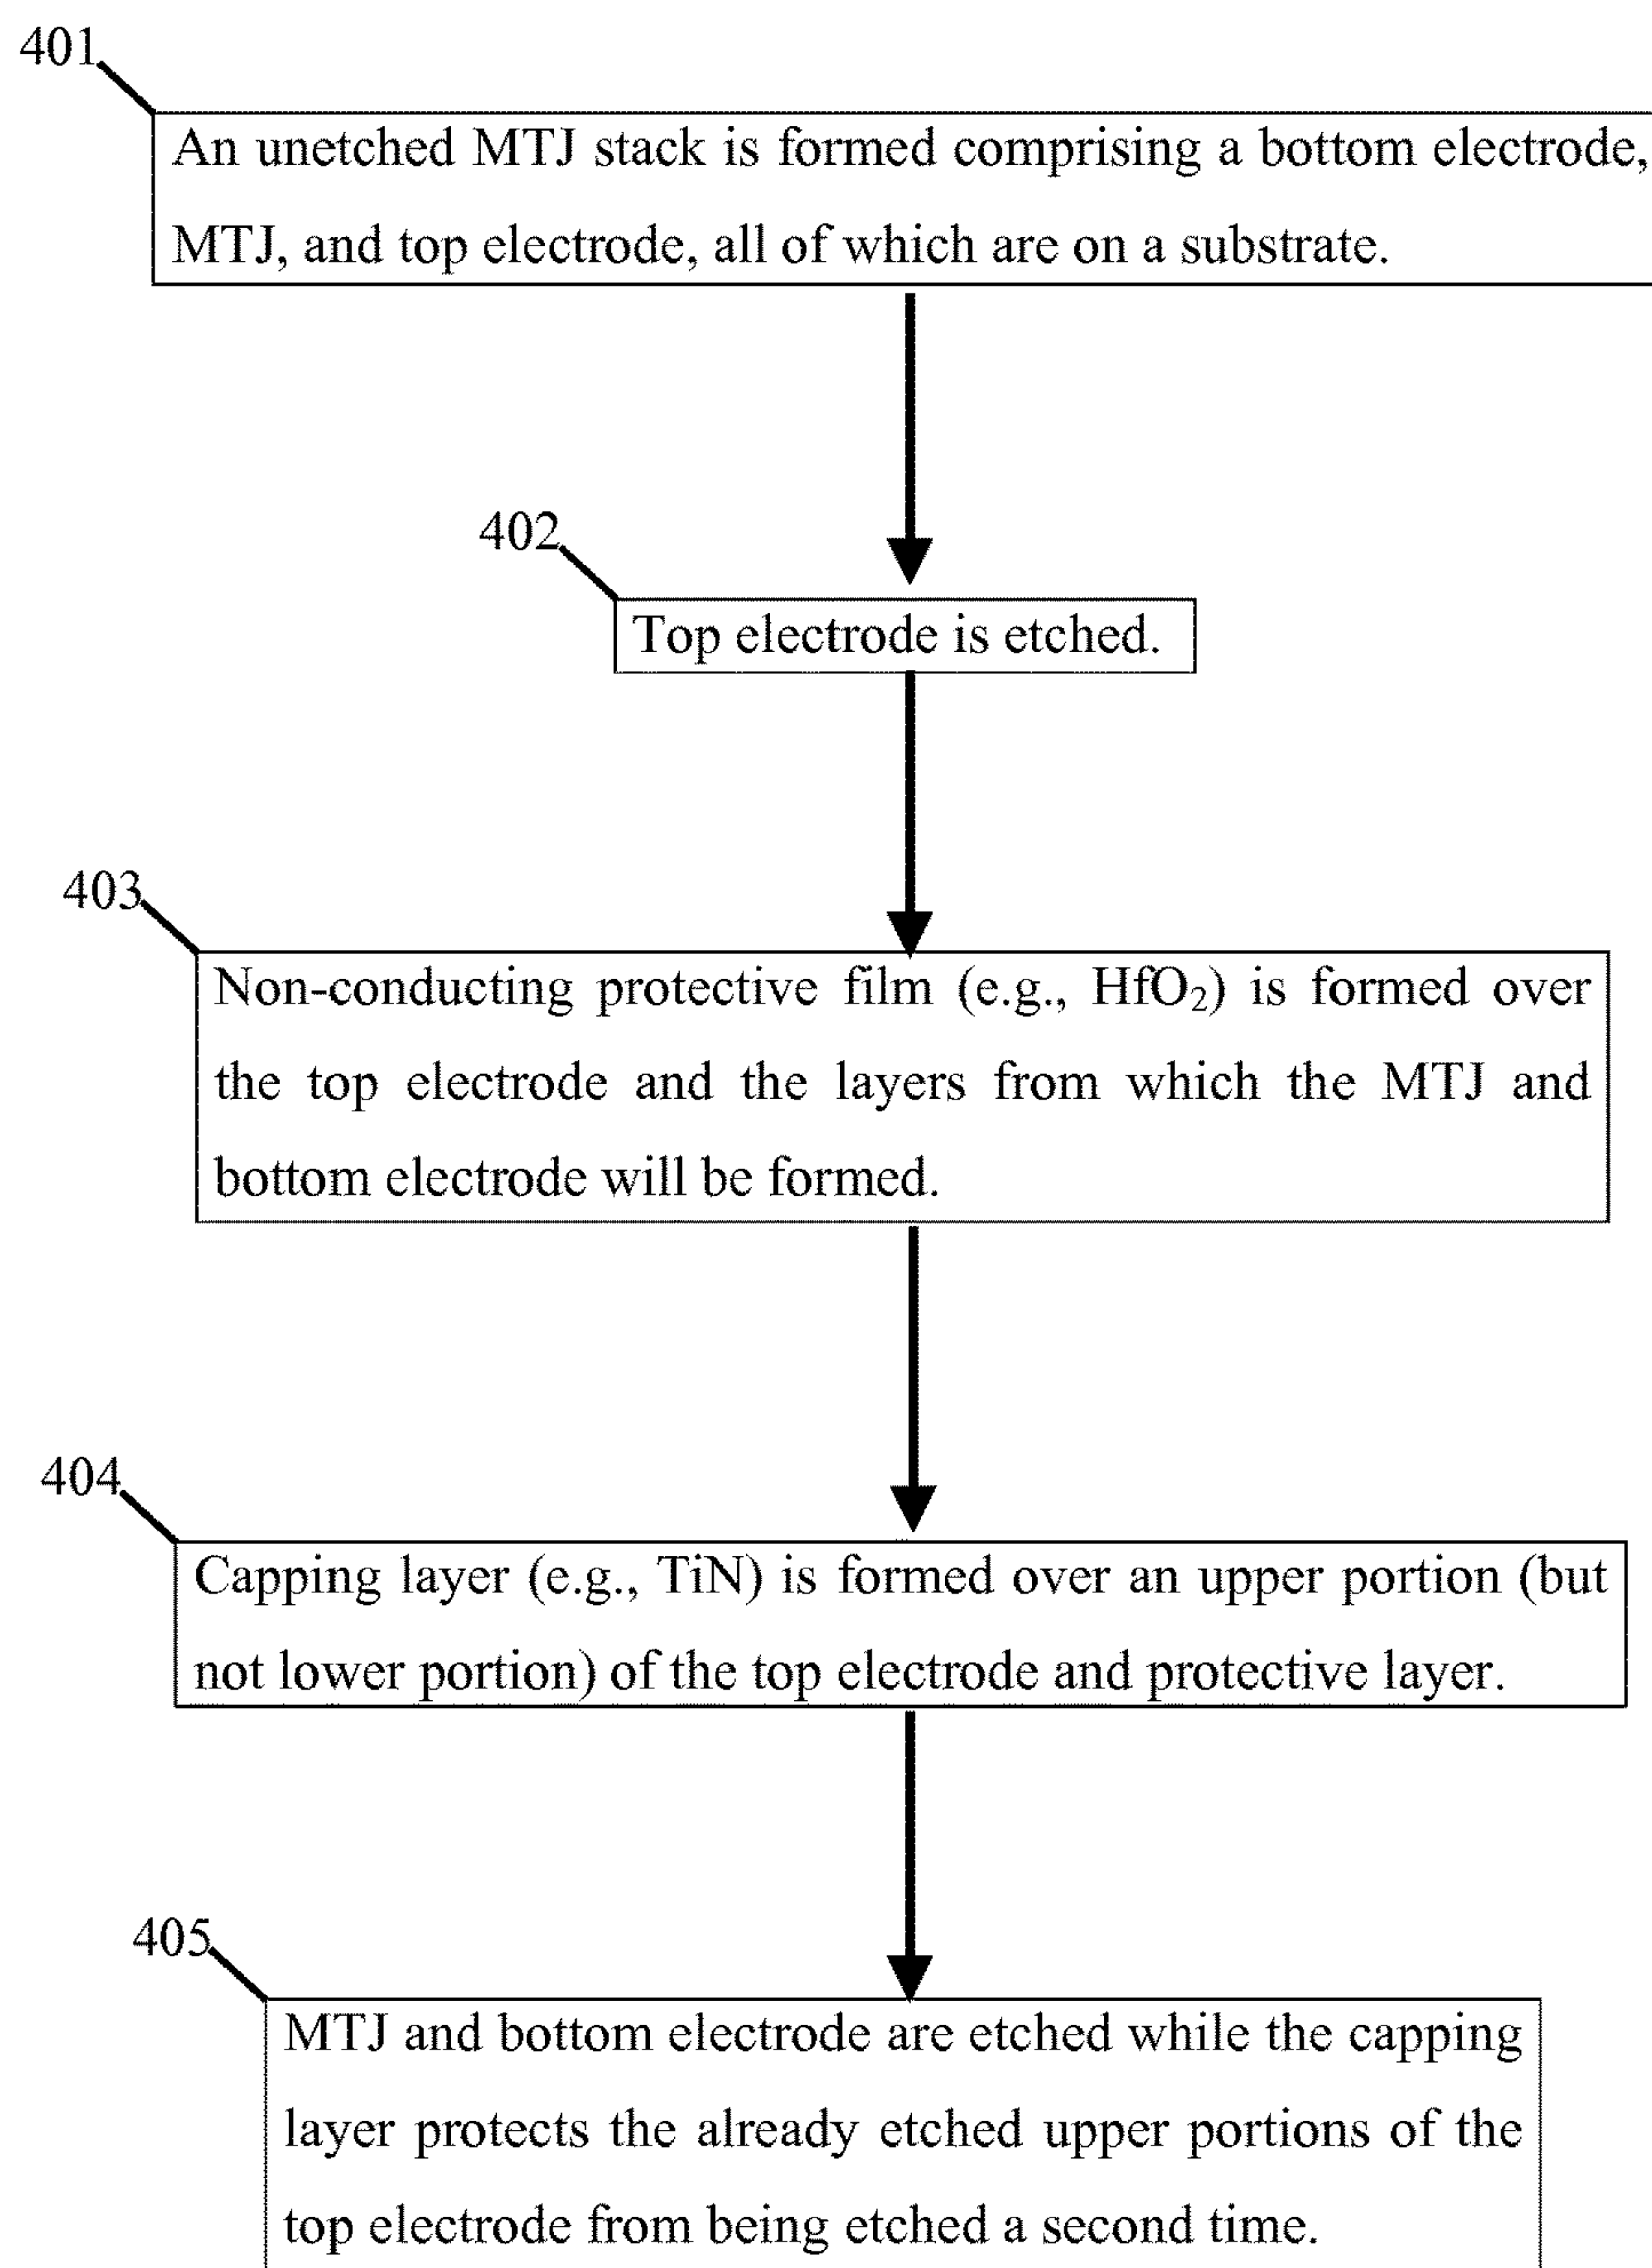 401
An unetched MTJ stack is formed comprising a bottom electrode,
MTJ, and top electrode, all of which are on a substrate.
402
Top electrode is etched.
403
Non-conducting protective film (e.g., HfO₂) is formed over
the top electrode and the layers from which the MTJ and
bottom electrode will be formed.
404
Capping layer (e.g., TiN) is formed over an upper portion (but
not lower portion) of the top electrode and protective layer.
405
MTJ and bottom electrode are etched while the capping
layer protects the already etched upper portions of the
top electrode from being etched a second time.